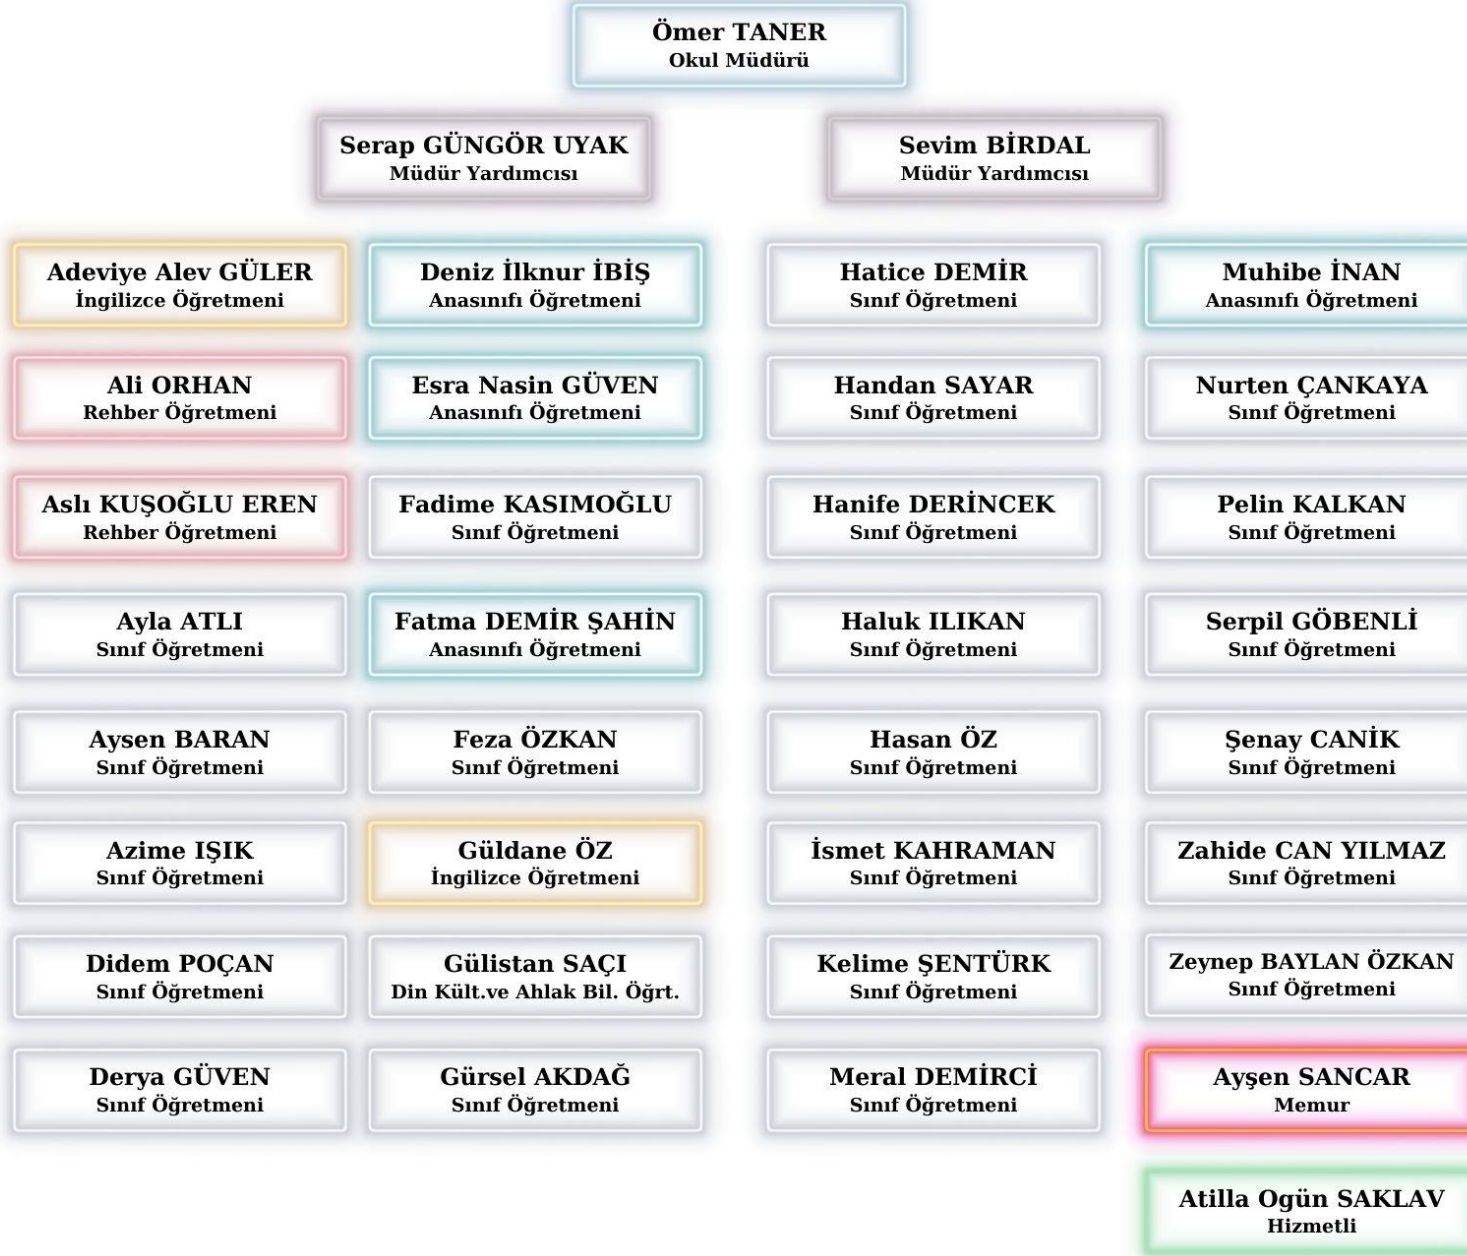 Ömer TANER
Okul Müdürü
Serap GÜNGÖR UYAK
Müdür Yardımcısı
Sevim BİRDAL
Müdür Yardımcısı
Adeviye Alev GÜLER
İngilizce Öğretmeni
Deniz İlknur İBİŞ
Anasınıfı Öğretmeni
Hatice DEMİR
Sınıf Öğretmeni
Muhibe İNAN
Anasınıfı Öğretmeni
Ali ORHAN
Rehber Öğretmeni
Esra Nasin GÜVEN
Anasınıfı Öğretmeni
Handan SAYAR
Sınıf Öğretmeni
Nurten ÇANKAYA
Sınıf Öğretmeni
Aslı KUŞOĞLU EREN
Rehber Öğretmeni
Fadime KASIMOĞLU
Sınıf Öğretmeni
Hanife DERİNCEK
Sınıf Öğretmeni
Pelin KALKAN
Sınıf Öğretmeni
Ayla ATLI
Sınıf Öğretmeni
Fatma DEMİR ŞAHİN
Anasınıfı Öğretmeni
Haluk ILIKAN
Sınıf Öğretmeni
Serpil GÖBENLİ
Sınıf Öğretmeni
Aysen BARAN
Sınıf Öğretmeni
Feza ÖZKAN
Sınıf Öğretmeni
Hasan ÖZ
Sınıf Öğretmeni
Şenay CANİK
Sınıf Öğretmeni
Azime IŞIK
Sınıf Öğretmeni
Güldane ÖZ
İngilizce Öğretmeni
İsmet KAHRAMAN
Sınıf Öğretmeni
Zahide CAN YILMAZ
Sınıf Öğretmeni
Didem POÇAN
Sınıf Öğretmeni
Gülistan SAÇI
Din Kült.ve Ahlak Bil. Öğrt.
Kelime ŞENTÜRK
Sınıf Öğretmeni
Zeynep BAYLAN ÖZKAN
Sınıf Öğretmeni
Derya GÜVEN
Sınıf Öğretmeni
Gürsel AKDAĞ
Sınıf Öğretmeni
Meral DEMİRCİ
Sınıf Öğretmeni
Ayşen SANCAR
Memur
Atilla Ogün SAKLAV
Hizmetli